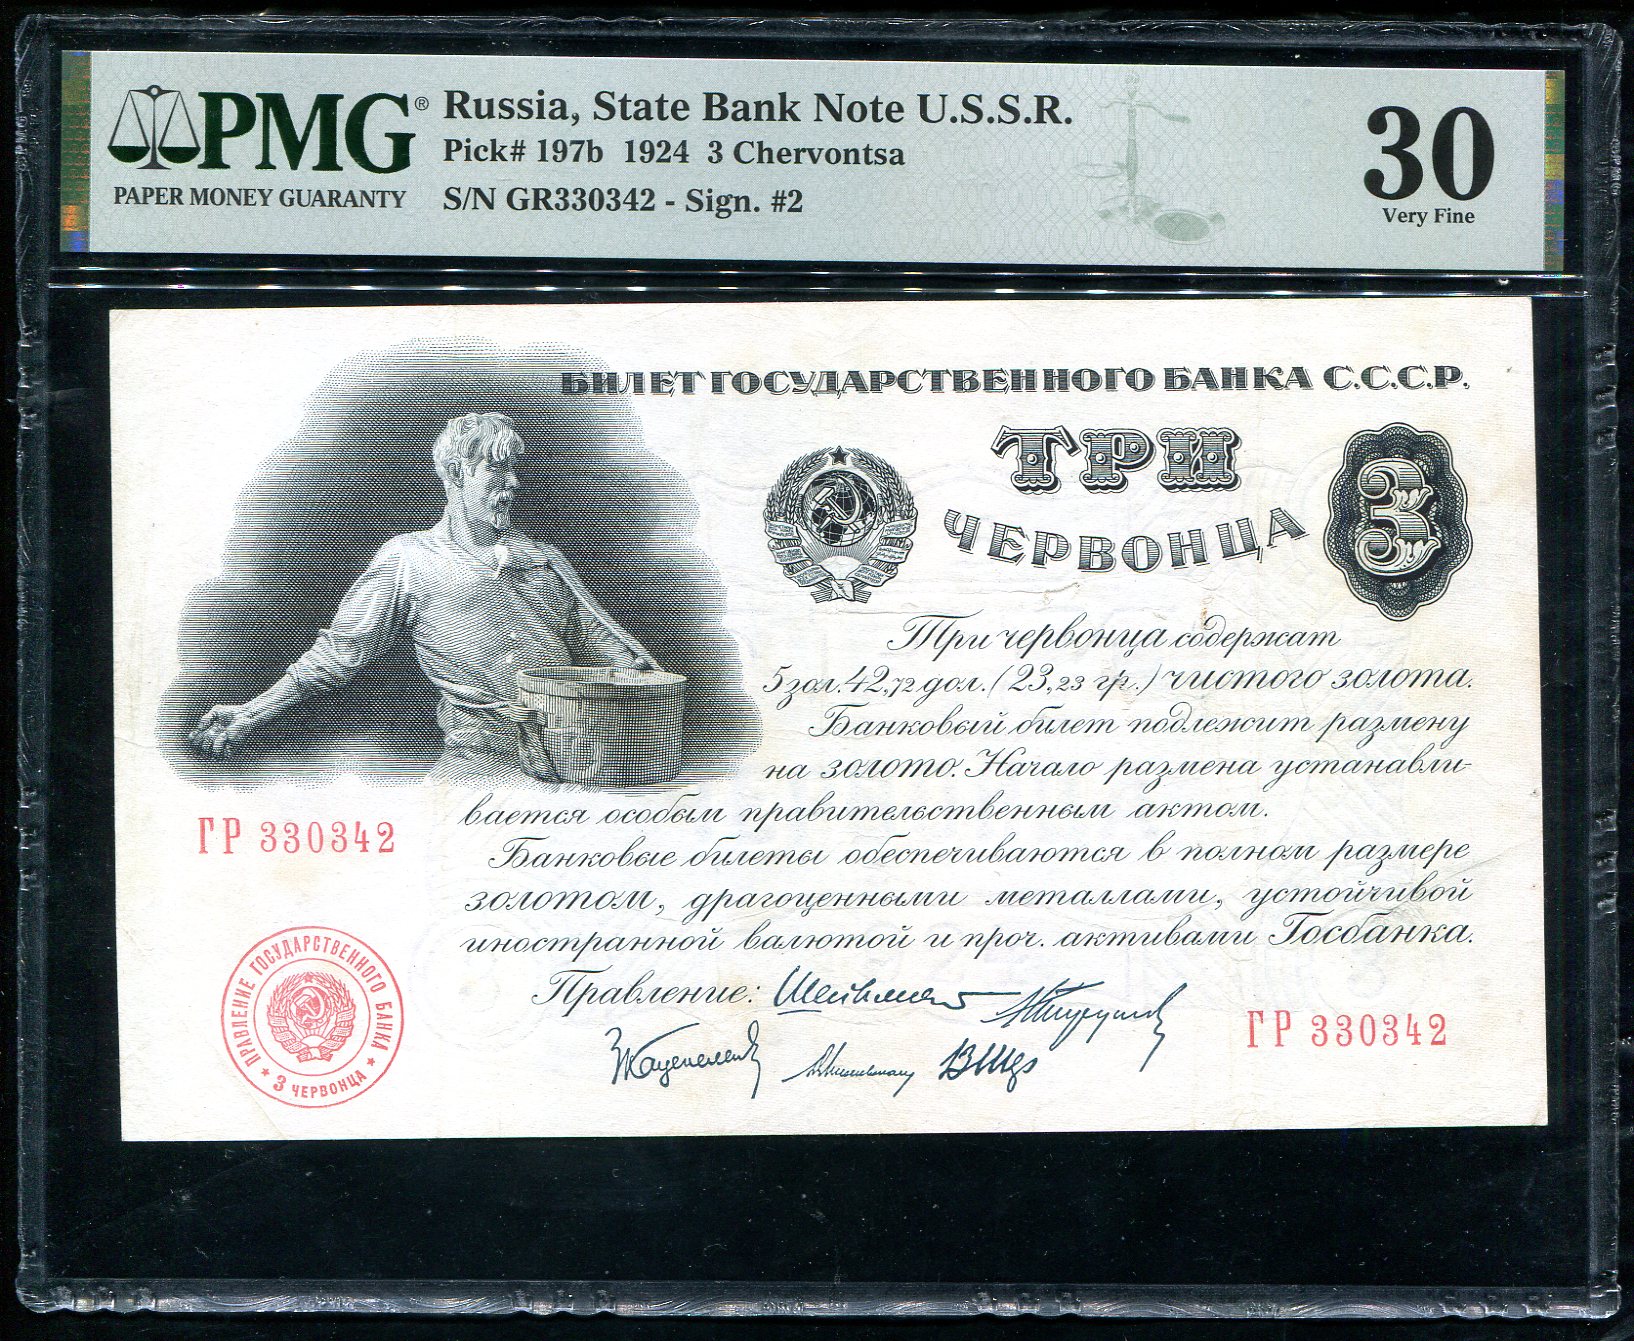 PMG®
PAPER MONEY GUARANTY
Russia, State Bank Note U.S.S.R.
Pick# 197b 1924 3 Chervontsa
S/N GR330342 - Sign. #2
30
Very Fine
БИЛЕТ ГОСУДАРСТВЕННОГО БАНКА С.С.С.Р.
ТРИ
ЧЕРВОНЦА
3
Три червонца содержат
5 зол. 42,72 дол. (23,23 гр.) чистого золота.
Банковый билет подлежит размену
на золото. Начало размена устанавли-
вается особым правительственным актом.
Банковые билеты обеспечиваются в полном размере
золотом, драгоценными металлами, устойчивой
иностранной валютой и проч. активами Госбанка.
Правление:
ГР 330342
ПРАВЛЕНИЕ ГОСУДАРСТВЕННОГО БАНКА
* 3 ЧЕРВОНЦА *
ГР 330342